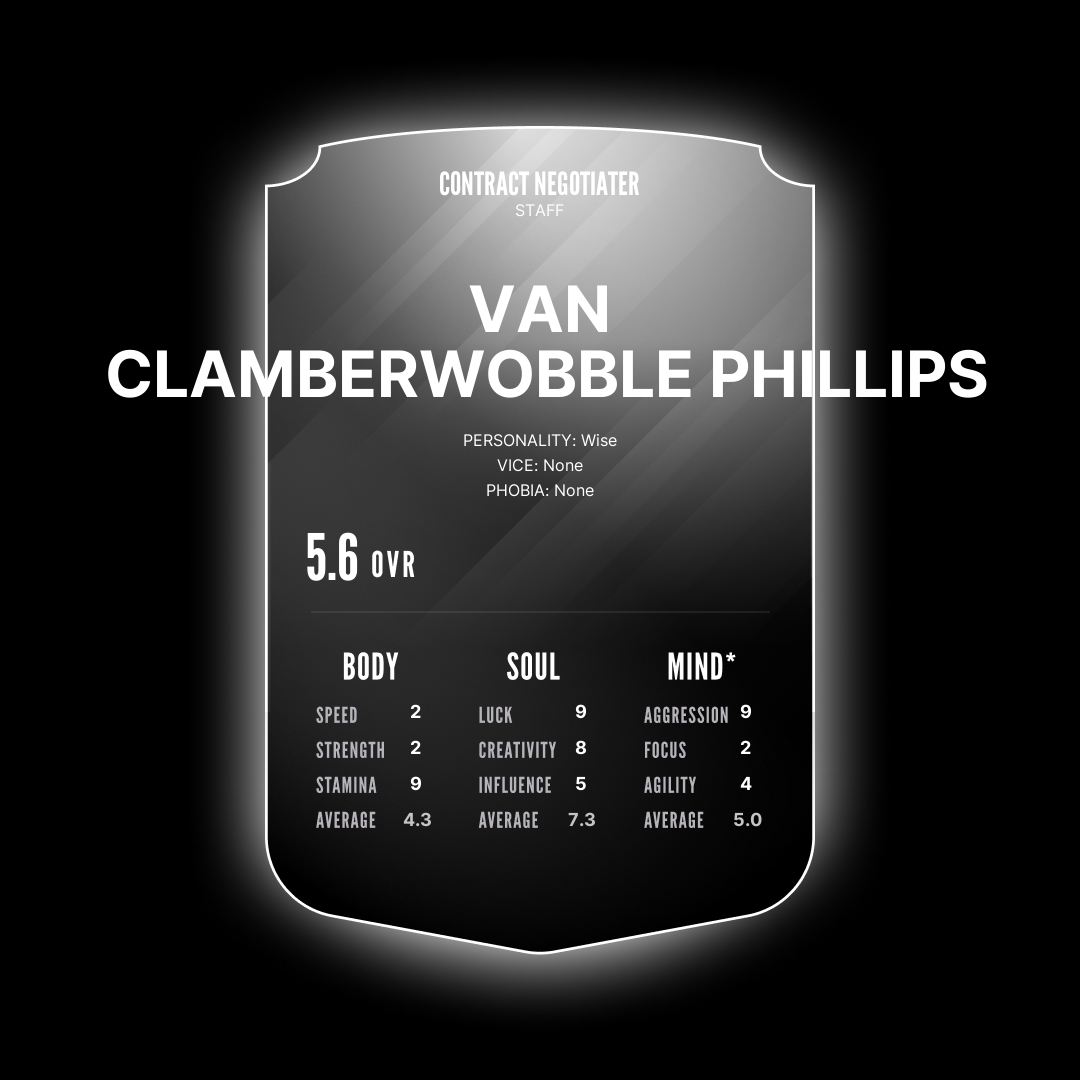 CONTRACT NEGOTIATER
STAFF
VAN
CLAMBERWOBBLE PHILLIPS
PERSONALITY: Wise
VICE: None
PHOBIA: None
5.6 OVR
BODY SOUL MIND*
SPEED 2 LUCK 9 AGGRESSION 9
STRENGTH 2 CREATIVITY 8 FOCUS 2
STAMINA 9 INFLUENCE 5 AGILITY 4
AVERAGE 4.3 AVERAGE 7.3 AVERAGE 5.0